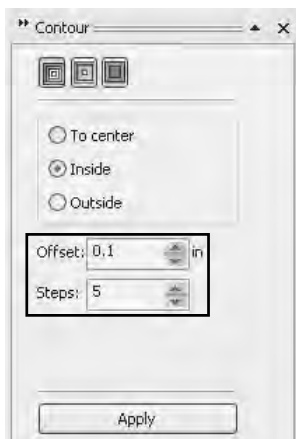 Contour
To center
Inside
Outside
Offset: 0.1 in
Steps: 5
Apply